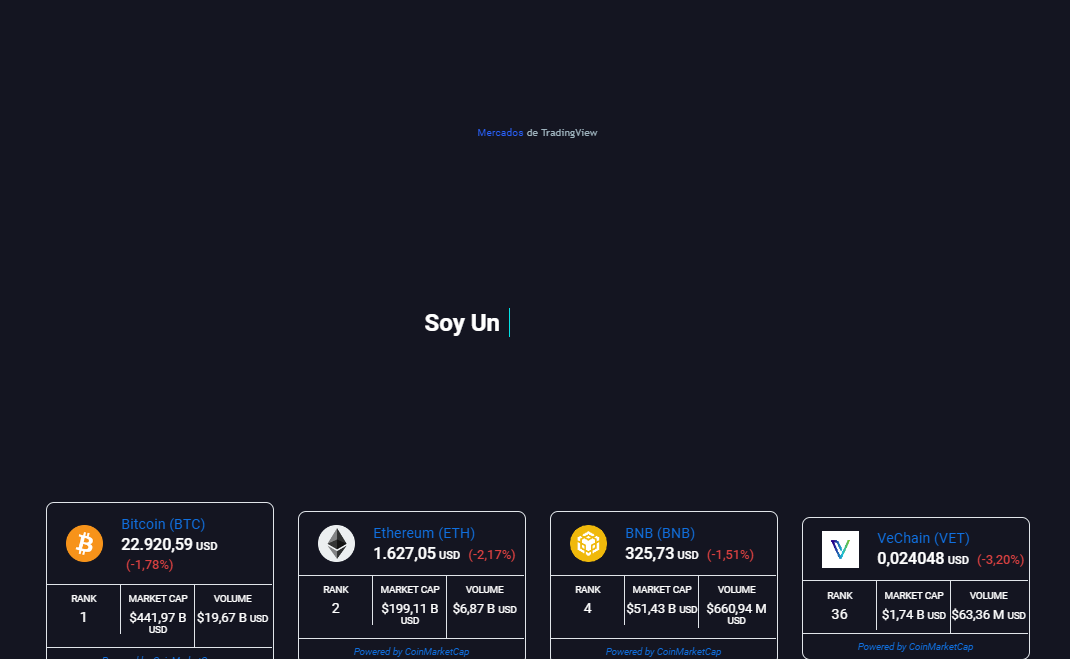 Mercados de TradingView
Soy Un
Bitcoin (BTC)
22.920,59 USD
(-1,78%)
RANK
1
MARKET CAP
$441,97 B
USD
VOLUME
$19,67 B USD
Powered by CoinMarketCap
Ethereum (ETH)
1.627,05 USD (-2,17%)
RANK
2
MARKET CAP
$199,11 B
USD
VOLUME
$6,87 B USD
Powered by CoinMarketCap
BNB (BNB)
325,73 USD (-1,51%)
RANK
4
MARKET CAP
$51,43 B USD
VOLUME
$660,94 M
USD
Powered by CoinMarketCap
VeChain (VET)
0,024048 USD (-3,20%)
RANK
36
MARKET CAP
$1,74 B USD
VOLUME
$63,36 M USD
Powered by CoinMarketCap